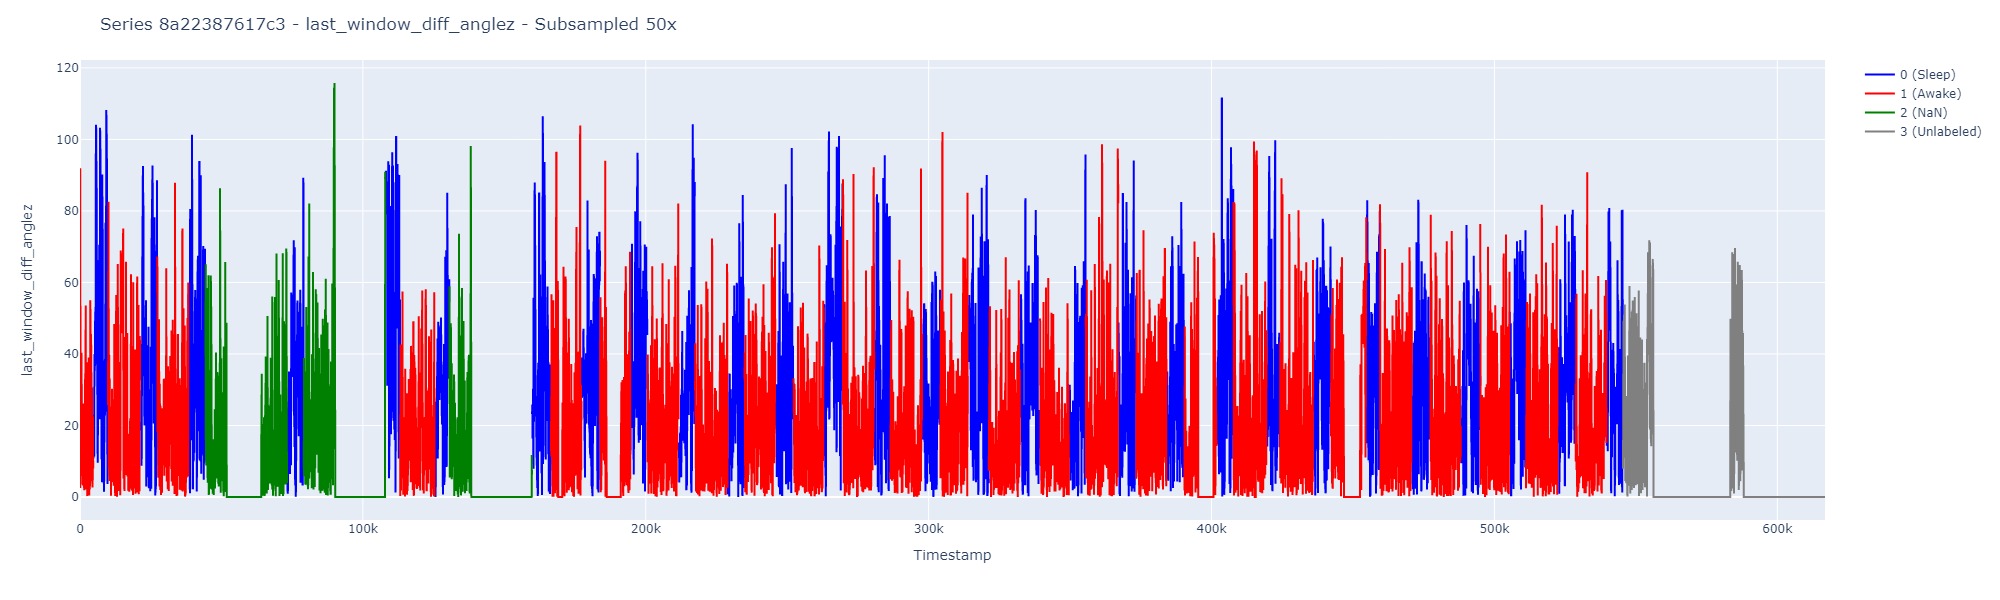 Series 8a22387617c3 - last_window_diff_anglez - Subsampled 50x
120
100
80
60
40
20
0
last_window_diff_anglez
0
100k
200k
300k
400k
500k
600k
Timestamp
0 (Sleep)
1 (Awake)
2 (NaN)
3 (Unlabeled)